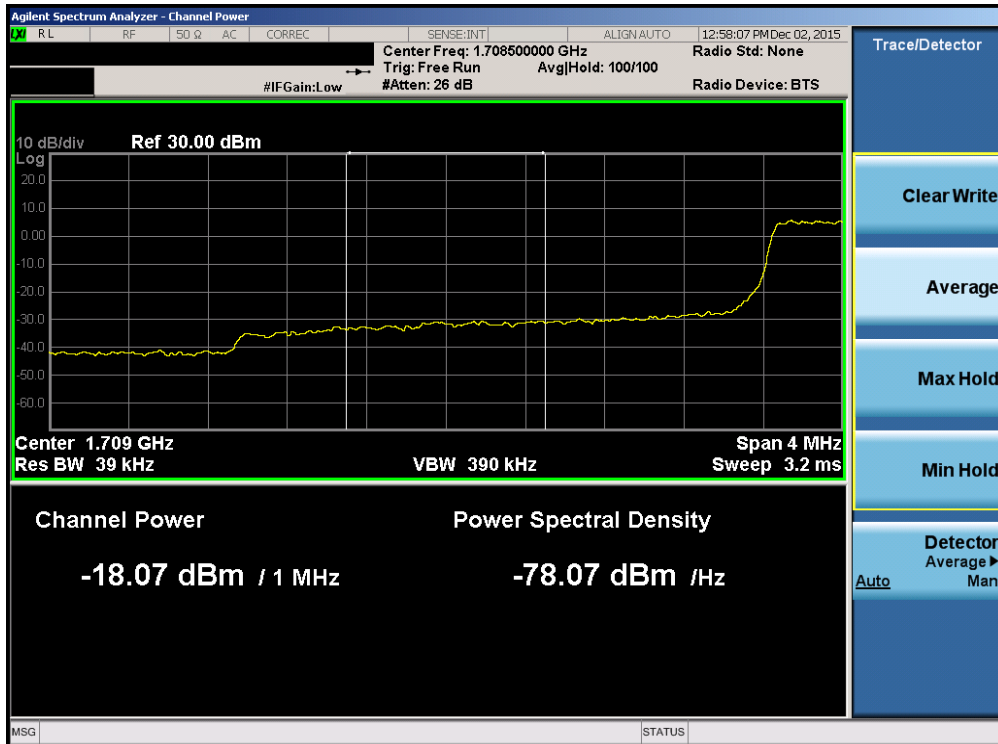 Agilent Spectrum Analyzer - Channel Power
LXI RL RF 50 Ω AC CORREC SENSE:INT ALIGN AUTO 12:58:07 PM Dec 02, 2015
Center Freq: 1.708500000 GHz Radio Std: None
Trig: Free Run Avg|Hold: 100/100
#IFGain:Low #Atten: 26 dB Radio Device: BTS
10 dB/div Ref 30.00 dBm
Log
20.0
10.0
0.00
-10.0
-20.0
-30.0
-40.0
-50.0
-60.0
Center 1.709 GHz Span 4 MHz
Res BW 39 kHz VBW 390 kHz Sweep 3.2 ms
Channel Power Power Spectral Density
-18.07 dBm / 1 MHz -78.07 dBm /Hz
Trace/Detector
Clear Write
Average
Max Hold
Min Hold
Detector
Average
Auto Man
MSG STATUS